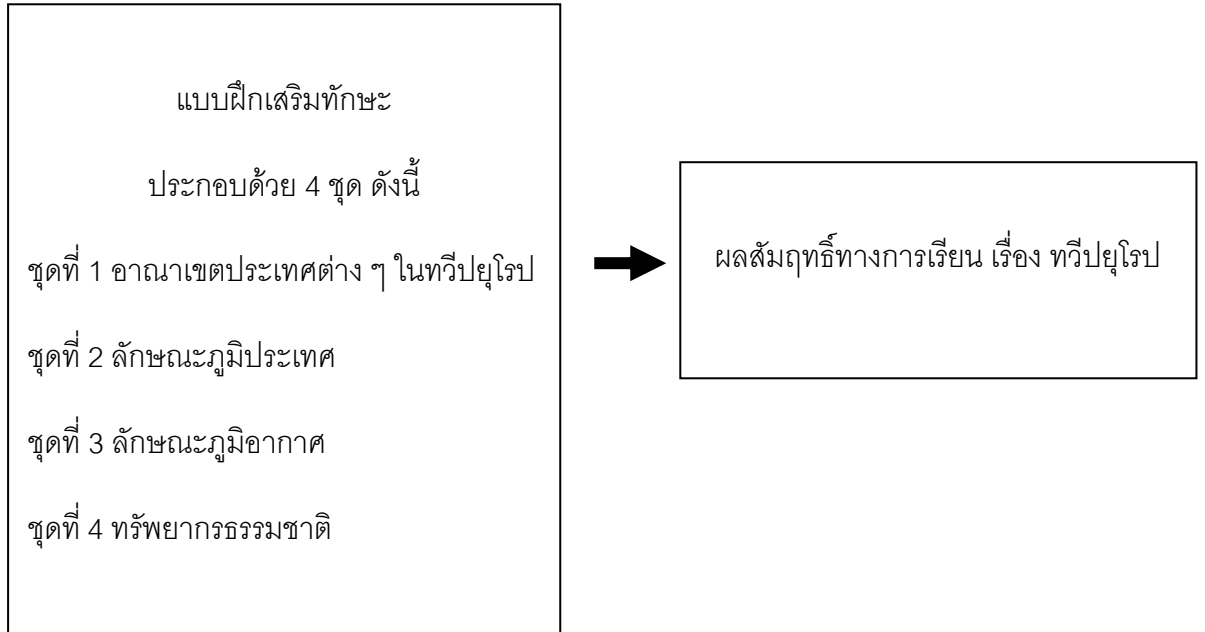 แบบฝึกเสริมทักษะ
ประกอบด้วย 4 ชุด ดังนี้
ชุดที่ 1 อาณาเขตประเทศต่าง ๆ ในทวีปยุโรป
ชุดที่ 2 ลักษณะภูมิประเทศ
ชุดที่ 3 ลักษณะภูมิอากาศ
ชุดที่ 4 ทรัพยากรธรรมชาติ
ผลสัมฤทธิ์ทางการเรียน เรื่อง ทวีปยุโรป